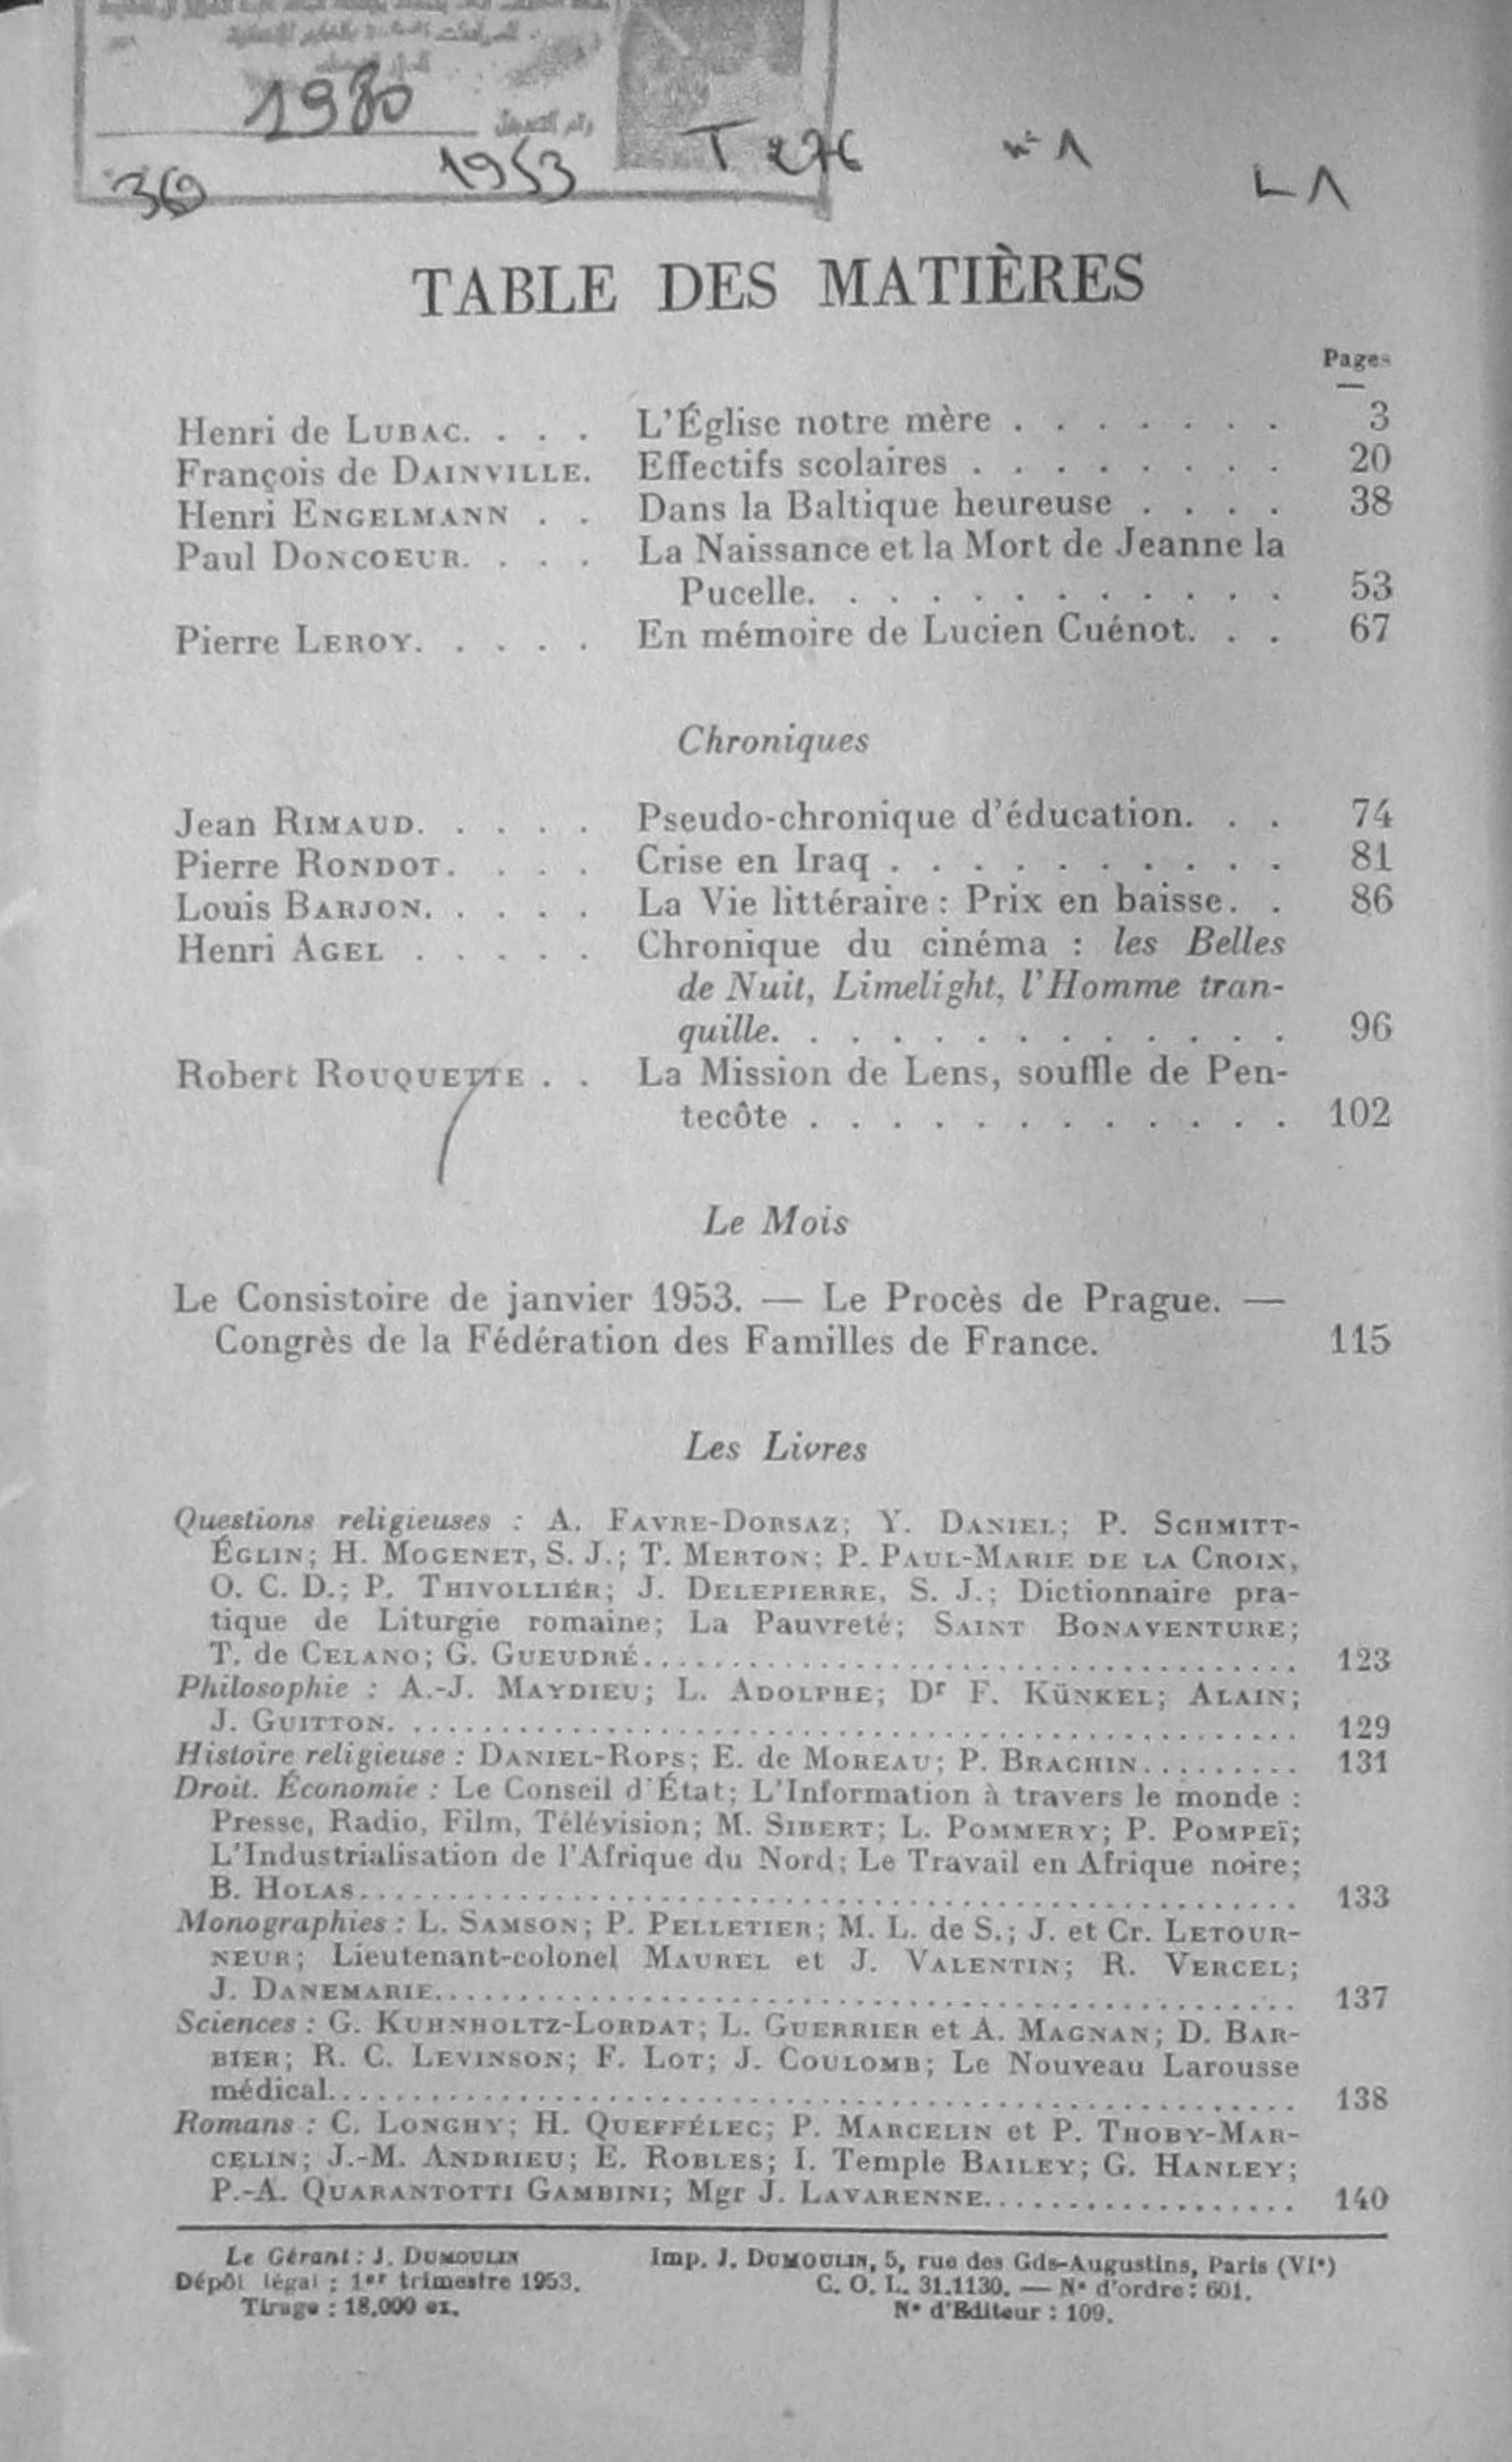 1980
رقم التسجيل
369 1953 T 276 n° 1 L 1
TABLE DES MATIÈRES
Pages
Henri de LUBAC. . . . L'Église notre mère . . . . . . . 3
François de DAINVILLE. Effectifs scolaires . . . . . . . . 20
Henri ENGELMANN . . Dans la Baltique heureuse . . . . 38
Paul DONCOEUR. . . . La Naissance et la Mort de Jeanne la
Pucelle. . . . . . . . . . . . 53
Pierre LEROY. . . . . En mémoire de Lucien Cuénot. . . 67
Chroniques
Jean RIMAUD. . . . . Pseudo-chronique d'éducation. . . 74
Pierre RONDOT. . . . Crise en Iraq . . . . . . . . . . 81
Louis BARJON. . . . . La Vie littéraire : Prix en baisse. . 86
Henri AGEL . . . . . Chronique du cinéma : les Belles
de Nuit, Limelight, l'Homme tran-
quille. . . . . . . . . . . . . 96
Robert ROUQUETTE . . La Mission de Lens, souffle de Pen-
tecôte . . . . . . . . . . . . 102
Le Mois
Le Consistoire de janvier 1953. — Le Procès de Prague. —
Congrès de la Fédération des Familles de France. 115
Les Livres
Questions religieuses : A. FAVRE-DORSAZ; Y. DANIEL; P. SCHMITT-
ÉGLIN; H. MOGENET, S. J.; T. MERTON; P. PAUL-MARIE DE LA CROIX,
O. C. D.; P. THIVOLLIER; J. DELEPIERRE, S. J.; Dictionnaire pra-
tique de Liturgie romaine; La Pauvreté; SAINT BONAVENTURE;
T. de CELANO; G. GUEUDRÉ.................................... 123
Philosophie : A.-J. MAYDIEU; L. ADOLPHE; Dr F. KÜNKEL; ALAIN;
J. GUITTON. .................................................. 129
Histoire religieuse : DANIEL-ROPS; E. de MOREAU; P. BRACHIN......... 131
Droit. Économie : Le Conseil d'État; L'Information à travers le monde :
Presse, Radio, Film, Télévision; M. SIBERT; L. POMMERY; P. POMPEÏ;
L'Industrialisation de l'Afrique du Nord; Le Travail en Afrique noire;
B. HOLAS.................................................... 133
Monographies : L. SAMSON; P. PELLETIER; M. L. de S.; J. et Cr. LETOUR-
NEUR; Lieutenant-colonel MAUREL et J. VALENTIN; R. VERCEL;
J. DANEMARIE................................................ 137
Sciences : G. KUHNHOLTZ-LORDAT; L. GUERRIER et A. MAGNAN; D. BAR-
BIER; R. C. LEVINSON; F. LOT; J. COULOMB; Le Nouveau Larousse
médical...................................................... 138
Romans : C. LONGHY; H. QUEFFÉLEC; P. MARCELIN et P. THOBY-MAR-
CELIN; J.-M. ANDRIEU; E. ROBLES; I. Temple BAILEY; G. HANLEY;
P.-A. QUARANTOTTI GAMBINI; Mgr J. LAVARENNE.................. 140
Le Gérant : J. DUMOULIN Imp. J. DUMOULIN, 5, rue des Gds-Augustins, Paris (VIe)
Dépôt légal : 1er trimestre 1953. C. O. L. 31.1130. — N° d'ordre : 601.
Tirage : 18.000 ex. N° d'Editeur : 109.